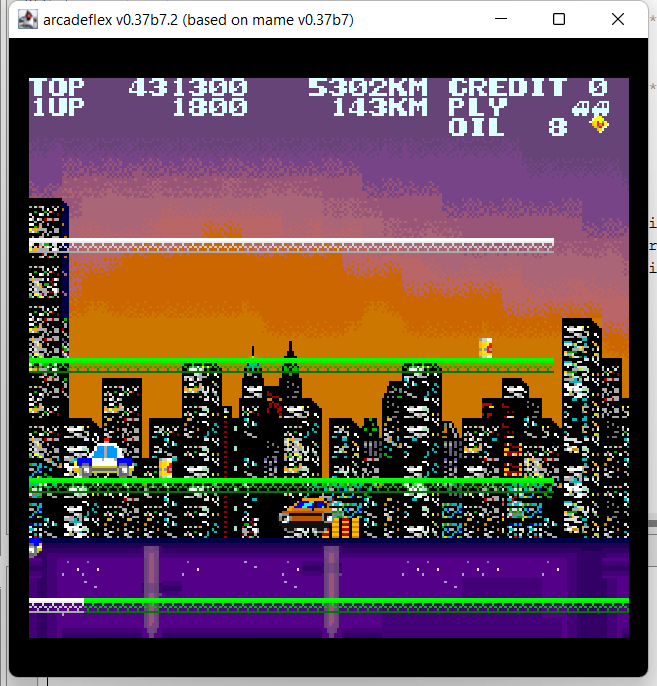 arcadeflex v0.37b7.2 (based on mame v0.37b7)
TOP 431300 5302KM CREDIT 0
1UP 1800 143KM PLY
OIL 8